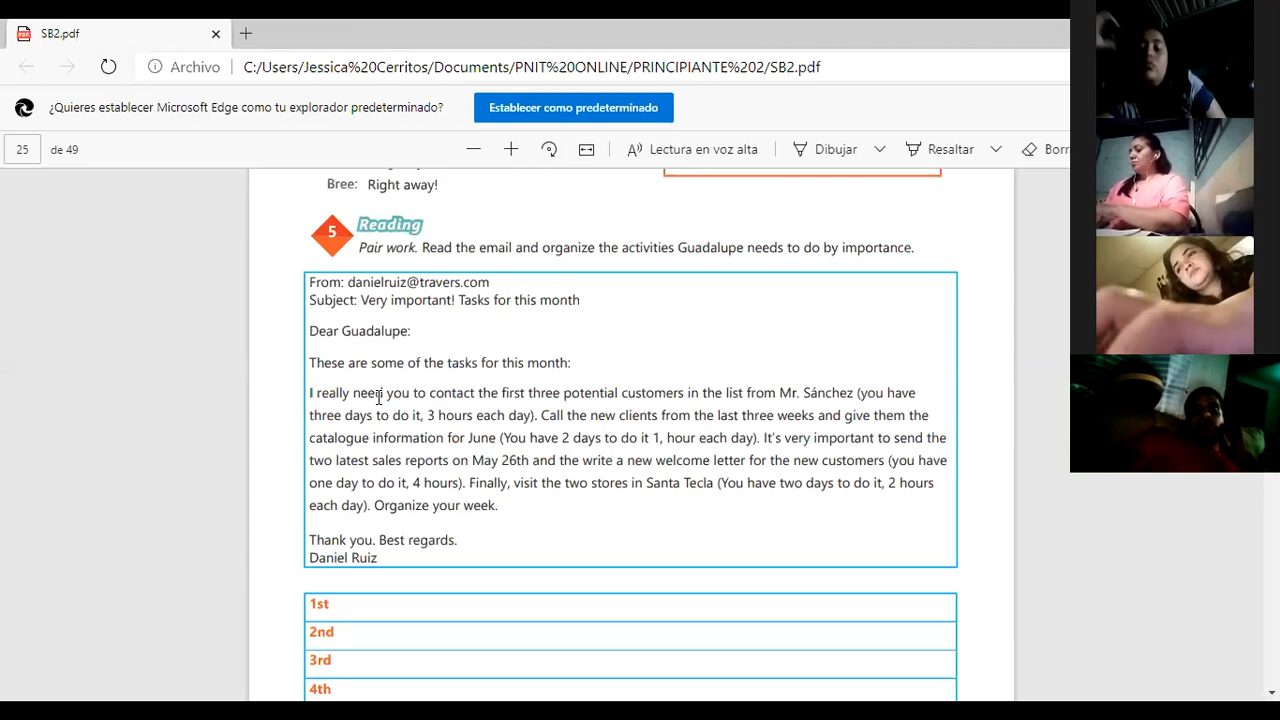 SB2.pdf
Archivo C:/Users/Jessica%20Cerritos/Documents/PNIT%20ONLINE/PRINCIPIANTE%202/SB2.pdf
¿Quieres establecer Microsoft Edge como tu explorador predeterminado? Establecer como predeterminado
25 de 49 Lectura en voz alta Dibujar Resaltar Borr
Bree: Right away!
5 Reading
Pair work. Read the email and organize the activities Guadalupe needs to do by importance.
From: danielruiz@travers.com
Subject: Very important! Tasks for this month
Dear Guadalupe:
These are some of the tasks for this month:
I really need you to contact the first three potential customers in the list from Mr. Sánchez (you have
three days to do it, 3 hours each day). Call the new clients from the last three weeks and give them the
catalogue information for June (You have 2 days to do it 1, hour each day). It's very important to send the
two latest sales reports on May 26th and the write a new welcome letter for the new customers (you have
one day to do it, 4 hours). Finally, visit the two stores in Santa Tecla (You have two days to do it, 2 hours
each day). Organize your week.
Thank you. Best regards.
Daniel Ruiz
1st
2nd
3rd
4th